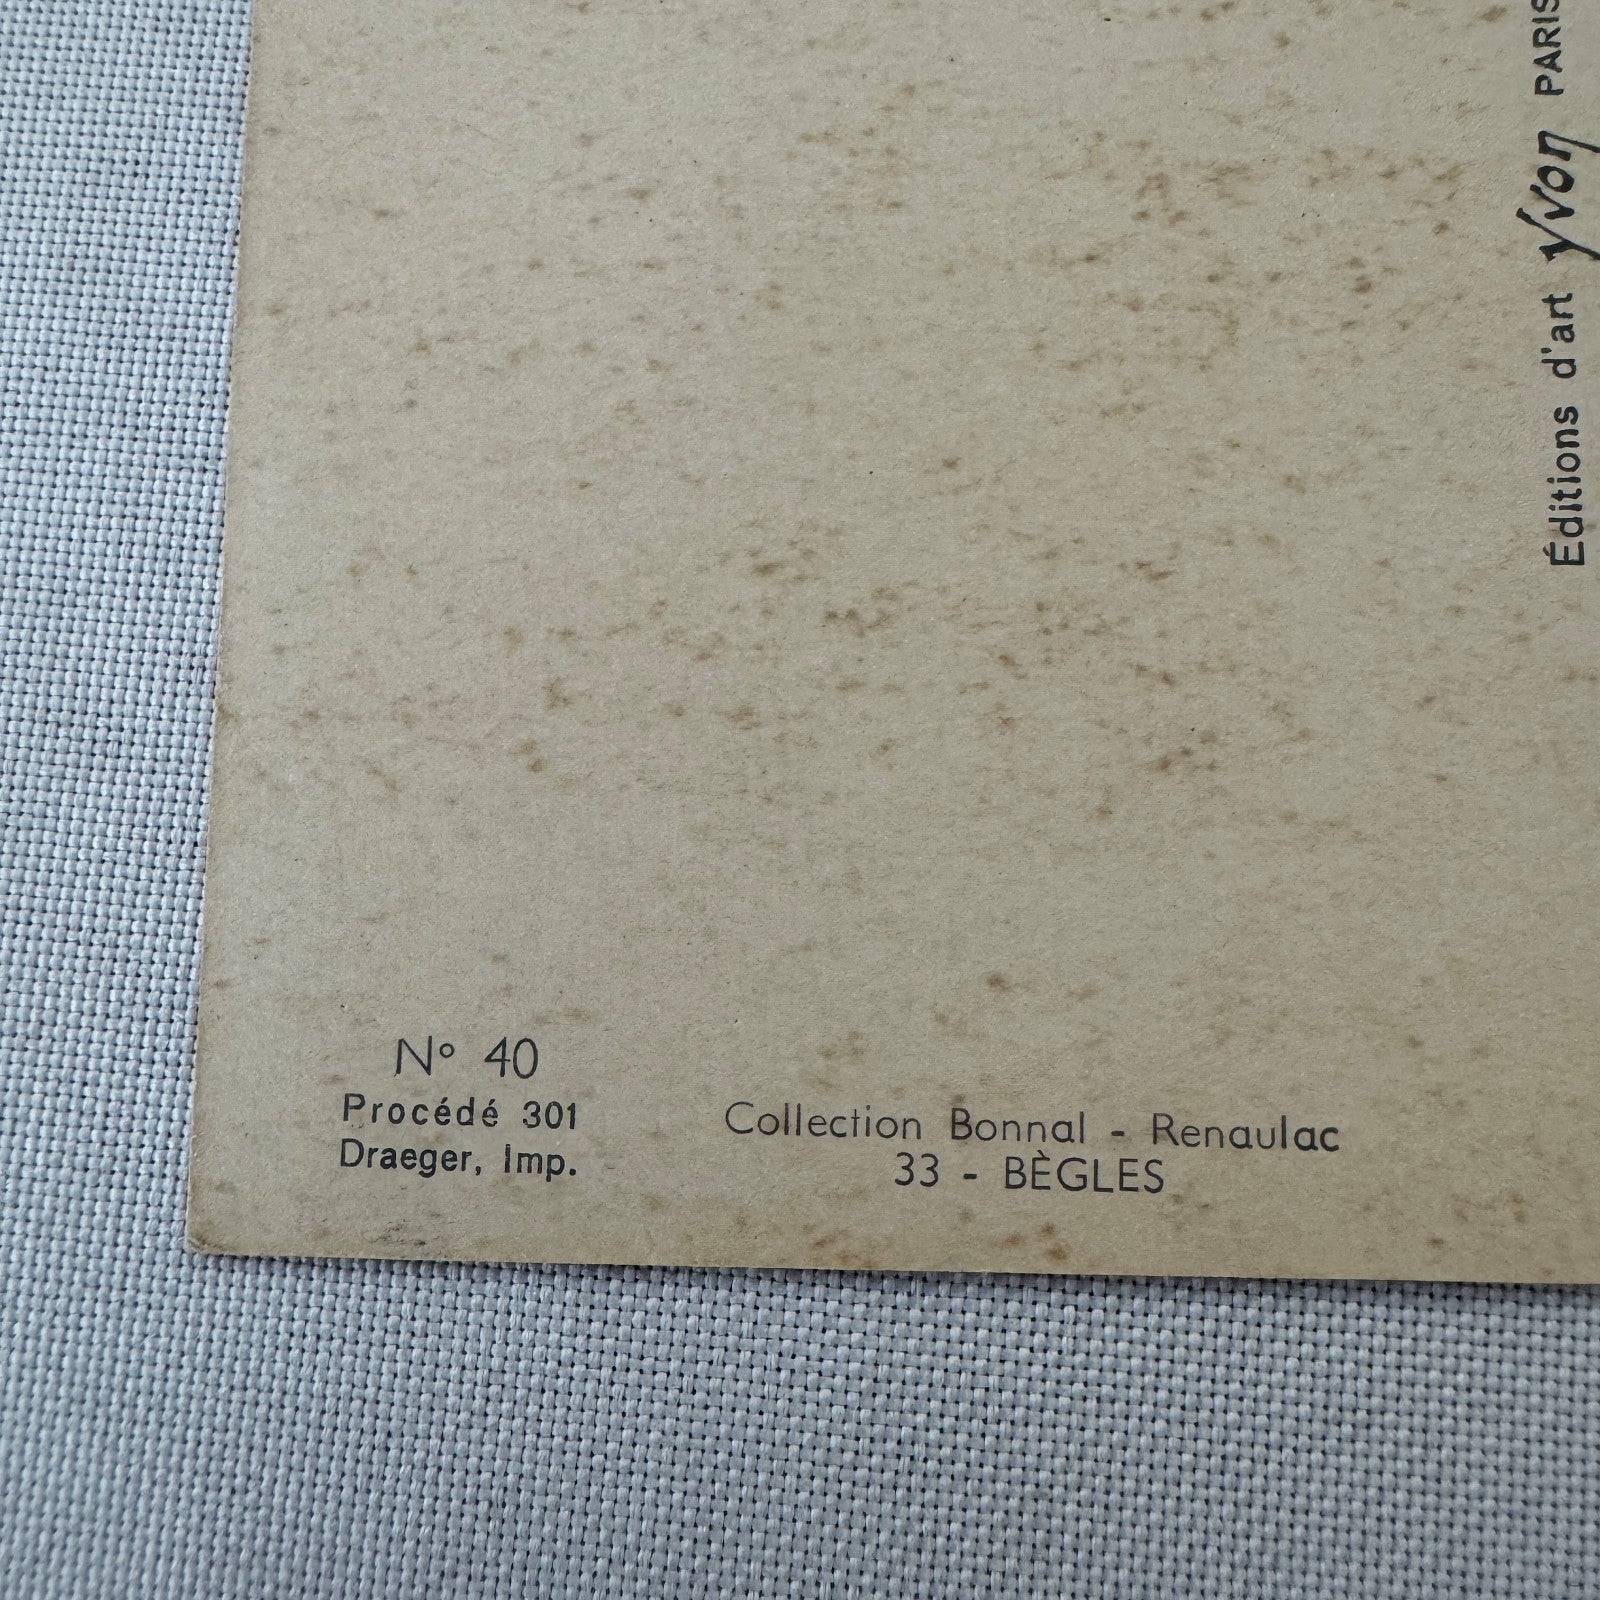 Éditions d'art Yvon PARIS
N° 40
Procédé 301
Draeger, Imp.
Collection Bonnal - Renaulac
33 - BÈGLES